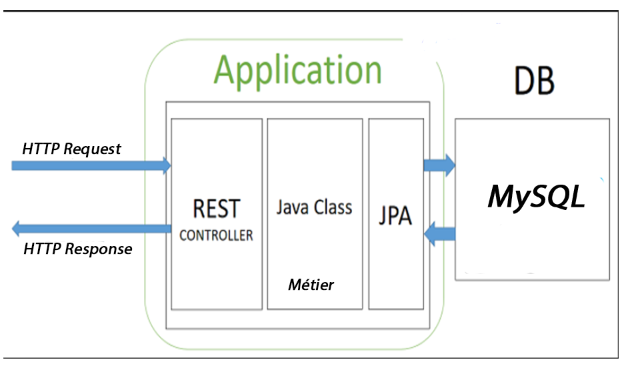 Application
DB
HTTP Request
HTTP Response
REST
CONTROLLER
Java Class
Métier
JPA
MySQL